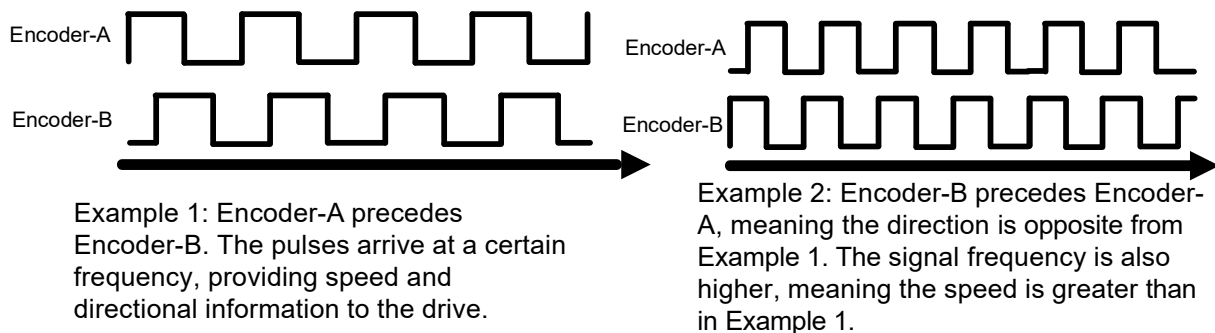 Encoder-A
Encoder-B
Example 1: Encoder-A precedes
Encoder-B. The pulses arrive at a certain
frequency, providing speed and
directional information to the drive.
Encoder-A
Encoder-B
Example 2: Encoder-B precedes Encoder-
A, meaning the direction is opposite from
Example 1. The signal frequency is also
higher, meaning the speed is greater than
in Example 1.